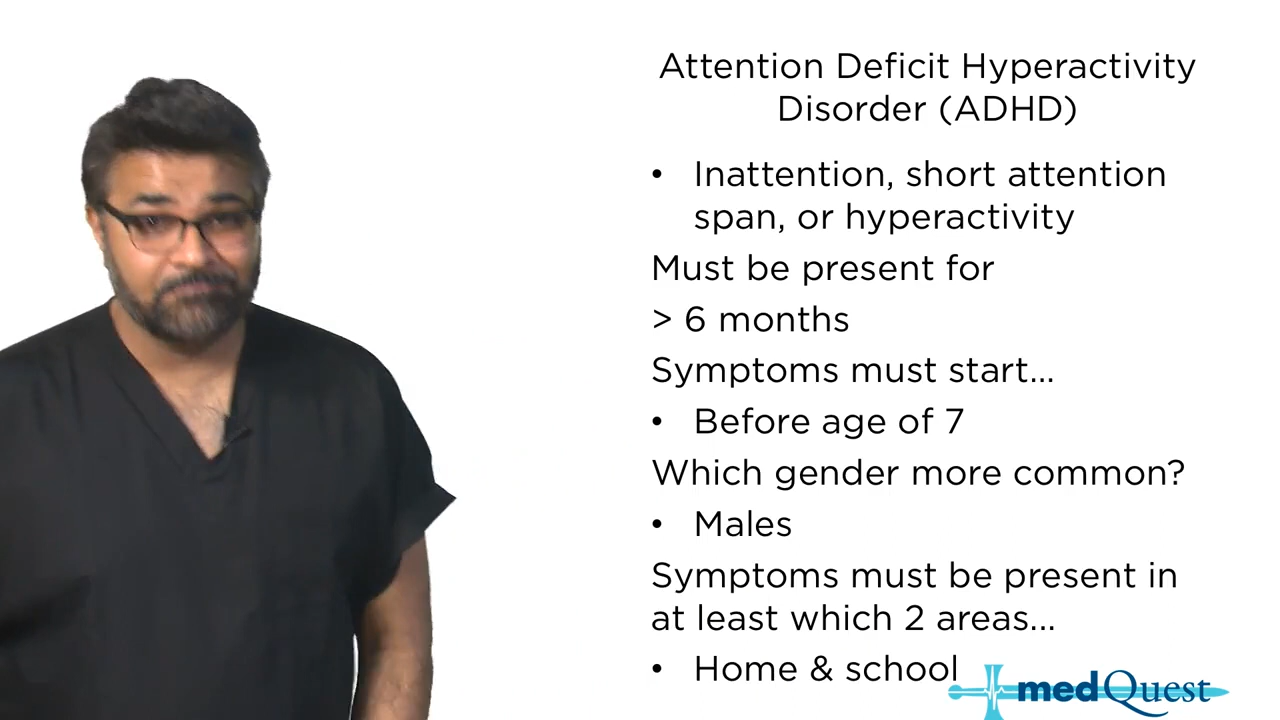 Attention Deficit Hyperactivity
Disorder (ADHD)
• Inattention, short attention
span, or hyperactivity
Must be present for
> 6 months
Symptoms must start...
• Before age of 7
Which gender more common?
• Males
Symptoms must be present in
at least which 2 areas...
• Home & school
medQuest